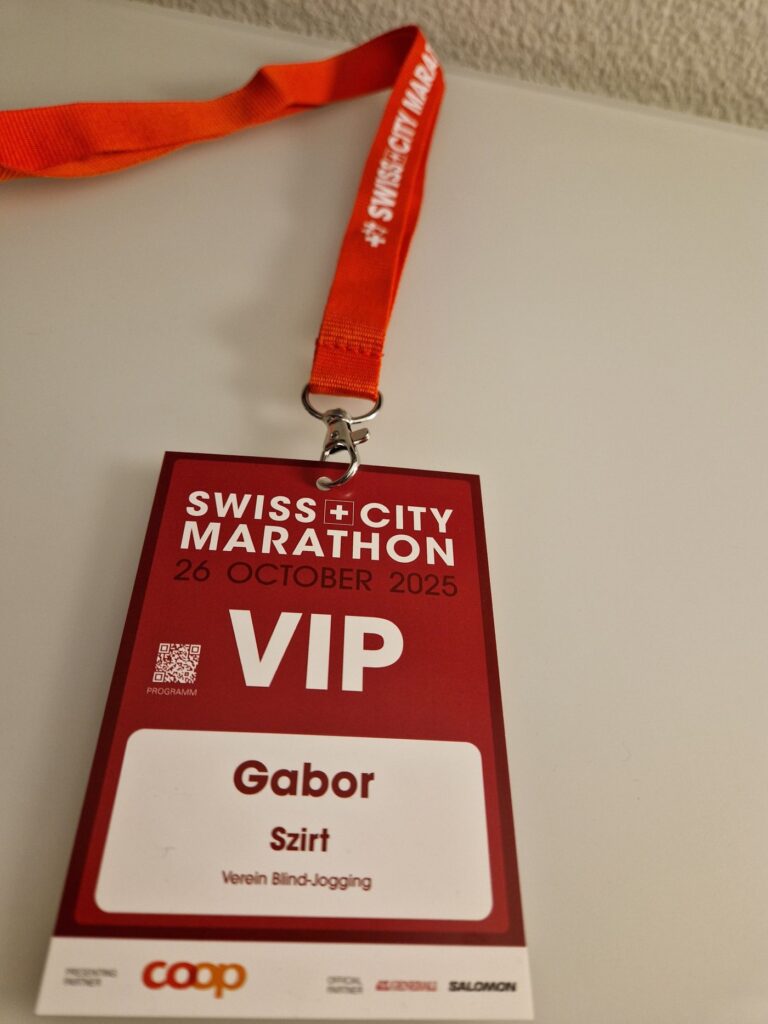 SWISS+CITY MARA
SWISS+CITY
MARATHON
26 OCTOBER 2025
VIP
PROGRAMM
Gabor
Szirt
Verein Blind-Jogging
PRESENTING
PARTNER
coop
OFFICIAL
PARTNER
GENERALI
SALOMON